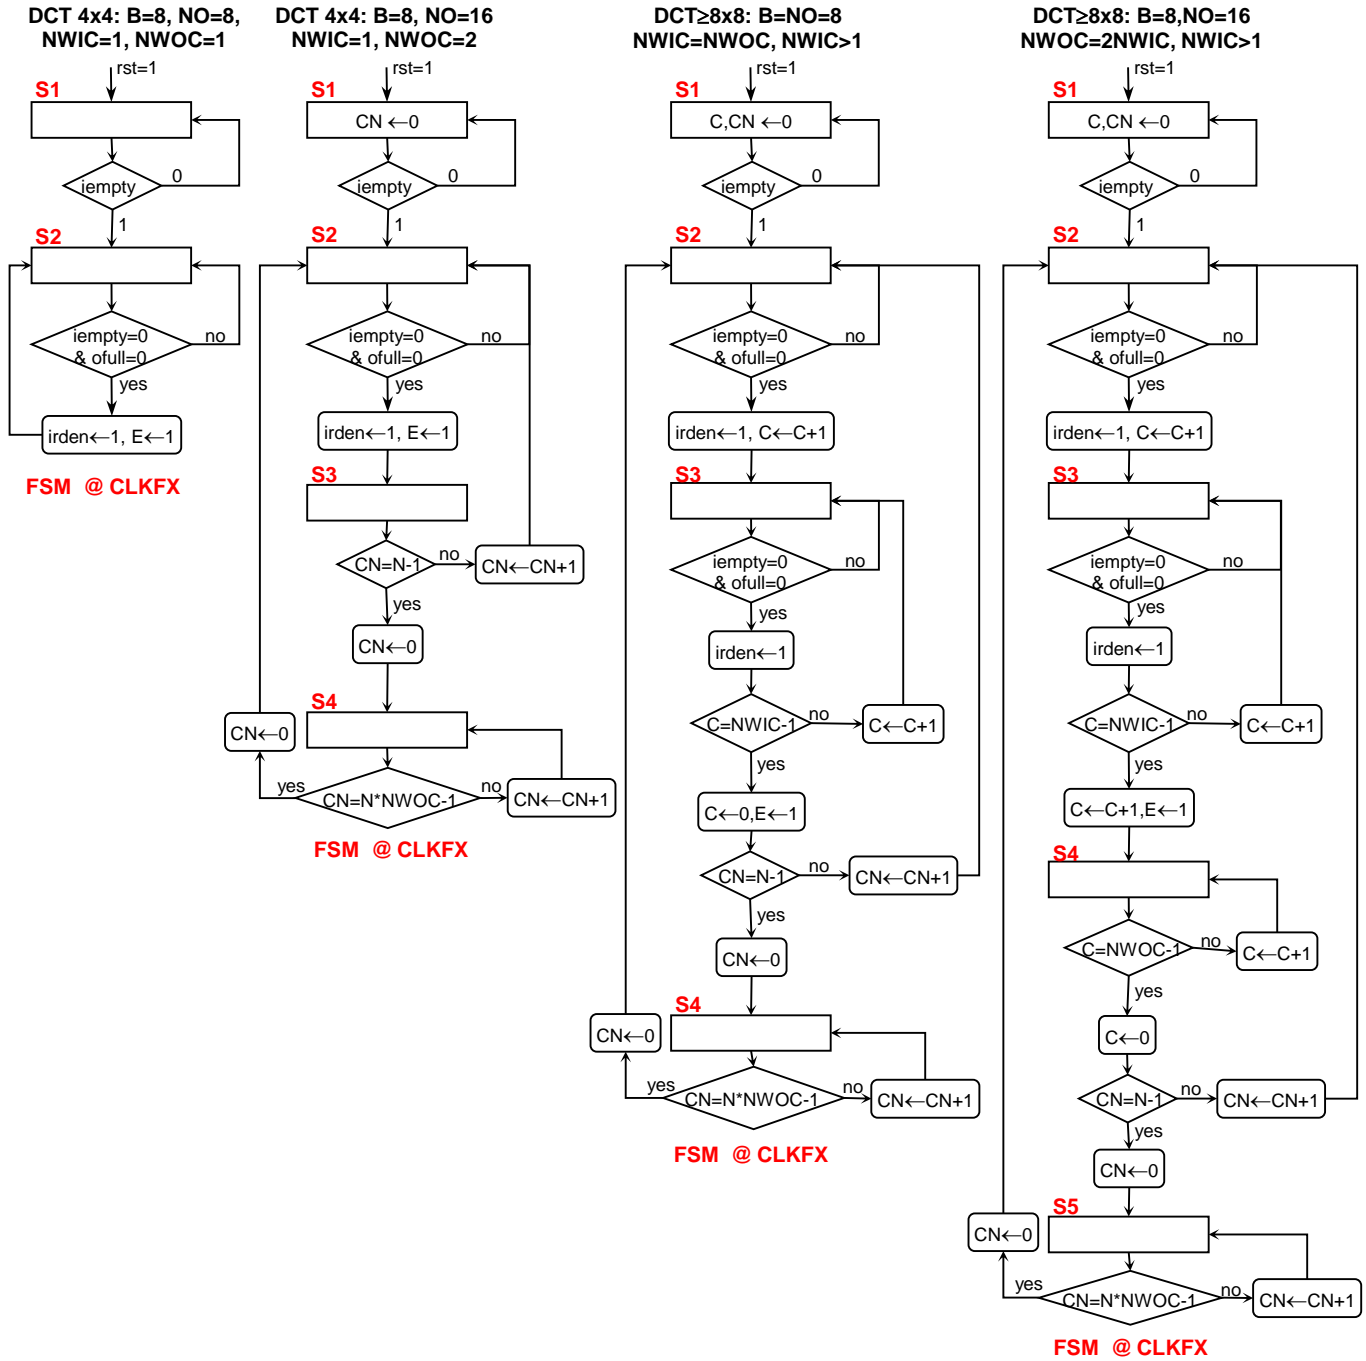 DCT 4x4: B=8, NO=8,
NWIC=1, NWOC=1
rst=1
S1
iempty
0
1
S2
iempty=0
& ofull=0
no
yes
irden←1, E←1
FSM @ CLKFX
DCT 4x4: B=8, NO=16
NWIC=1, NWOC=2
rst=1
S1
CN ←0
iempty
0
1
S2
iempty=0
& ofull=0
no
yes
irden←1, E←1
S3
CN=N-1
no
CN←CN+1
yes
CN←0
S4
CN←0
yes
CN=N*NWOC-1
no
CN←CN+1
FSM @ CLKFX
DCT≥8x8: B=NO=8
NWIC=NWOC, NWIC>1
rst=1
S1
C,CN ←0
iempty
0
1
S2
iempty=0
& ofull=0
no
yes
irden←1, C←C+1
S3
iempty=0
& ofull=0
no
yes
irden←1
C=NWIC-1
no
C←C+1
yes
C←0,E←1
CN=N-1
no
CN←CN+1
yes
CN←0
S4
CN←0
yes
CN=N*NWOC-1
no
CN←CN+1
FSM @ CLKFX
DCT≥8x8: B=8,NO=16
NWOC=2NWIC, NWIC>1
rst=1
S1
C,CN ←0
iempty
0
1
S2
iempty=0
& ofull=0
no
yes
irden←1, C←C+1
S3
iempty=0
& ofull=0
no
yes
irden←1
C=NWIC-1
no
C←C+1
yes
C←C+1,E←1
S4
C=NWOC-1
no
C←C+1
yes
C←0
CN=N-1
no
CN←CN+1
yes
CN←0
S5
CN←0
yes
CN=N*NWOC-1
no
CN←CN+1
FSM @ CLKFX